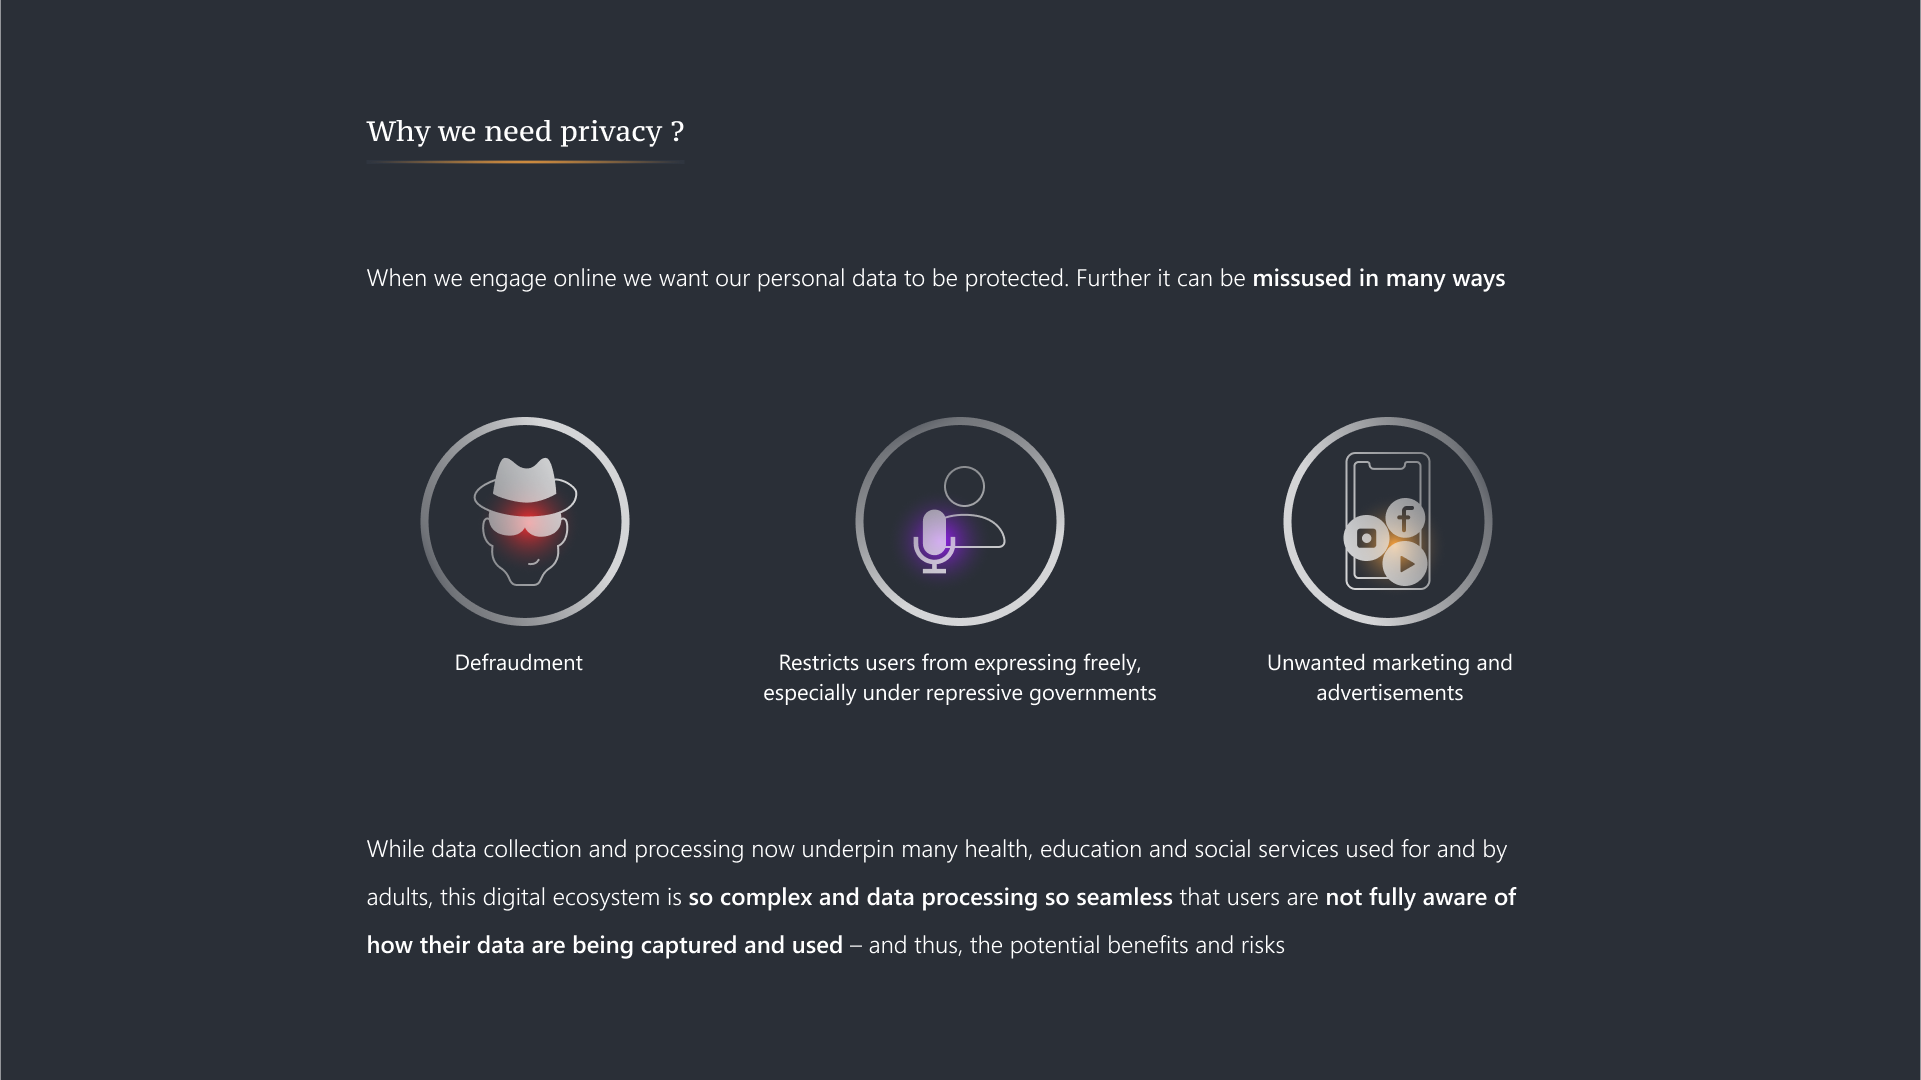 Why we need privacy ?
When we engage online we want our personal data to be protected. Further it can be missused in many ways
Defraudment
Restricts users from expressing freely,
especially under repressive governments
Unwanted marketing and
advertisements
While data collection and processing now underpin many health, education and social services used for and by
adults, this digital ecosystem is so complex and data processing so seamless that users are not fully aware of
how their data are being captured and used – and thus, the potential benefits and risks